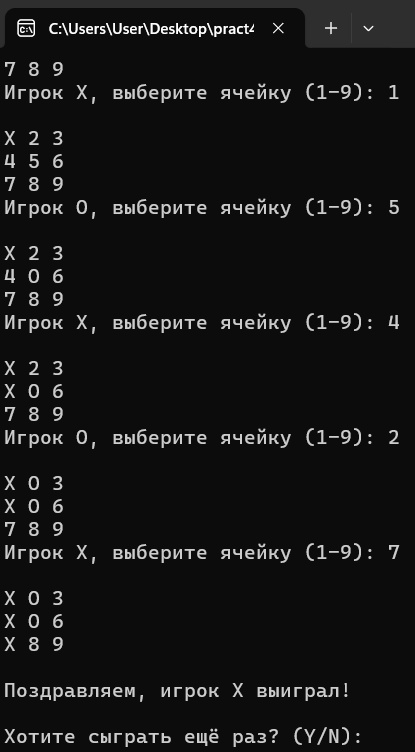 C:\Users\User\Desktop\pract4
7 8 9
Игрок X, выберите ячейку (1-9): 1
X 2 3
4 5 6
7 8 9
Игрок O, выберите ячейку (1-9): 5
X 2 3
4 O 6
7 8 9
Игрок X, выберите ячейку (1-9): 4
X 2 3
X O 6
7 8 9
Игрок O, выберите ячейку (1-9): 2
X O 3
X O 6
7 8 9
Игрок X, выберите ячейку (1-9): 7
X O 3
X O 6
X 8 9
Поздравляем, игрок X выиграл!
Хотите сыграть ещё раз? (Y/N):